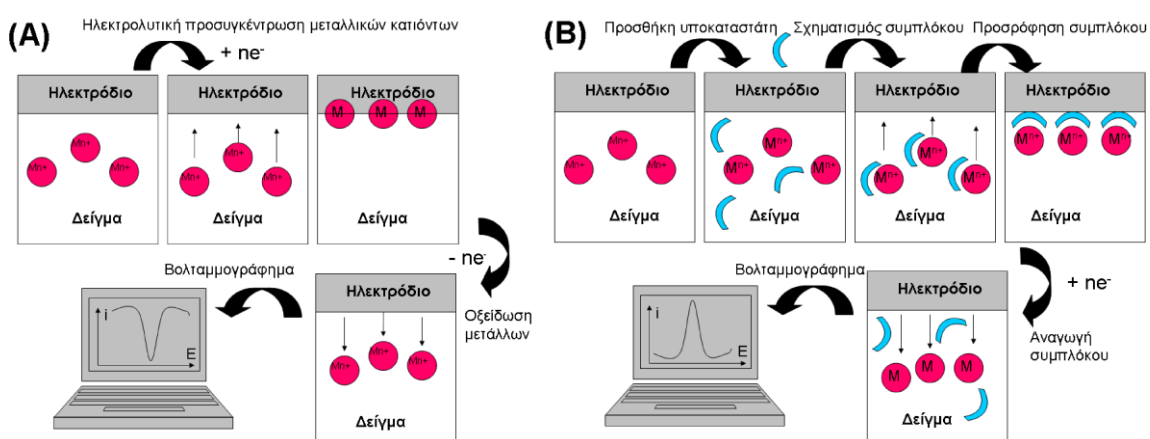 (A)
Ηλεκτρολυτική προσυγκέντρωση μεταλλικών κατιόντων
+ ne-
Ηλεκτρόδιο
Ηλεκτρόδιο
Ηλεκτρόδιο
M M M
Mn+
Mn+ Mn+
Mn+
Mn+ Mn+
Δείγμα
Δείγμα
Δείγμα
- ne-
Οξείδωση
μετάλλων
Βολταμμογράφημα
Ηλεκτρόδιο
Mn+ Mn+ Mn+
Δείγμα
i
E
(B)
Προσθήκη υποκαταστάτη
Σχηματισμός συμπλόκου
Προσρόφηση συμπλόκου
Ηλεκτρόδιο
Ηλεκτρόδιο
Ηλεκτρόδιο
Ηλεκτρόδιο
Mn+
Mn+ Mn+
Mn+
Mn+ Mn+
Mn+
Mn+ Mn+
Mn+ Mn+ Mn+
Δείγμα
Δείγμα
Δείγμα
Δείγμα
+ ne-
Αναγωγή
συμπλόκου
Βολταμμογράφημα
Ηλεκτρόδιο
M M M
Δείγμα
i
E